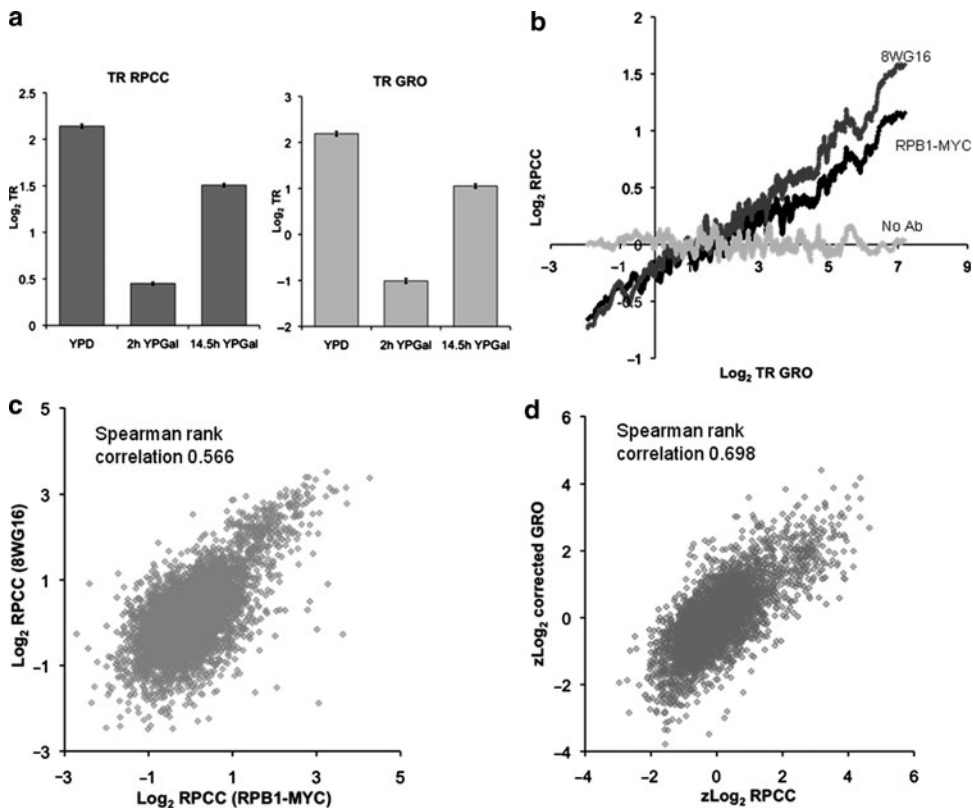 a
TR RPCC
Log2 TR
2.5
2
1.5
1
0.5
0
YPD 2h YPGal 14.5h YPGal
TR GRO
Log2 TR
3
2
1
0
−1
−2
YPD 2h YPGal 14.5h YPGal
b
Log2 RPCC
2
1.5
1
0.5
0
-0.5
−1
−3 −1 1 3 5 7 9
8WG16
RPB1-MYC
No Ab
Log2 TR GRO
c
Spearman rank
correlation 0.566
Log2 RPCC (8WG16)
5
3
1
−1
−3
−3 −1 1 3 5
Log2 RPCC (RPB1-MYC)
d
Spearman rank
correlation 0.698
zLog2 corrected GRO
6
4
2
0
−2
−4
−4 −2 0 2 4 6
zLog2 RPCC